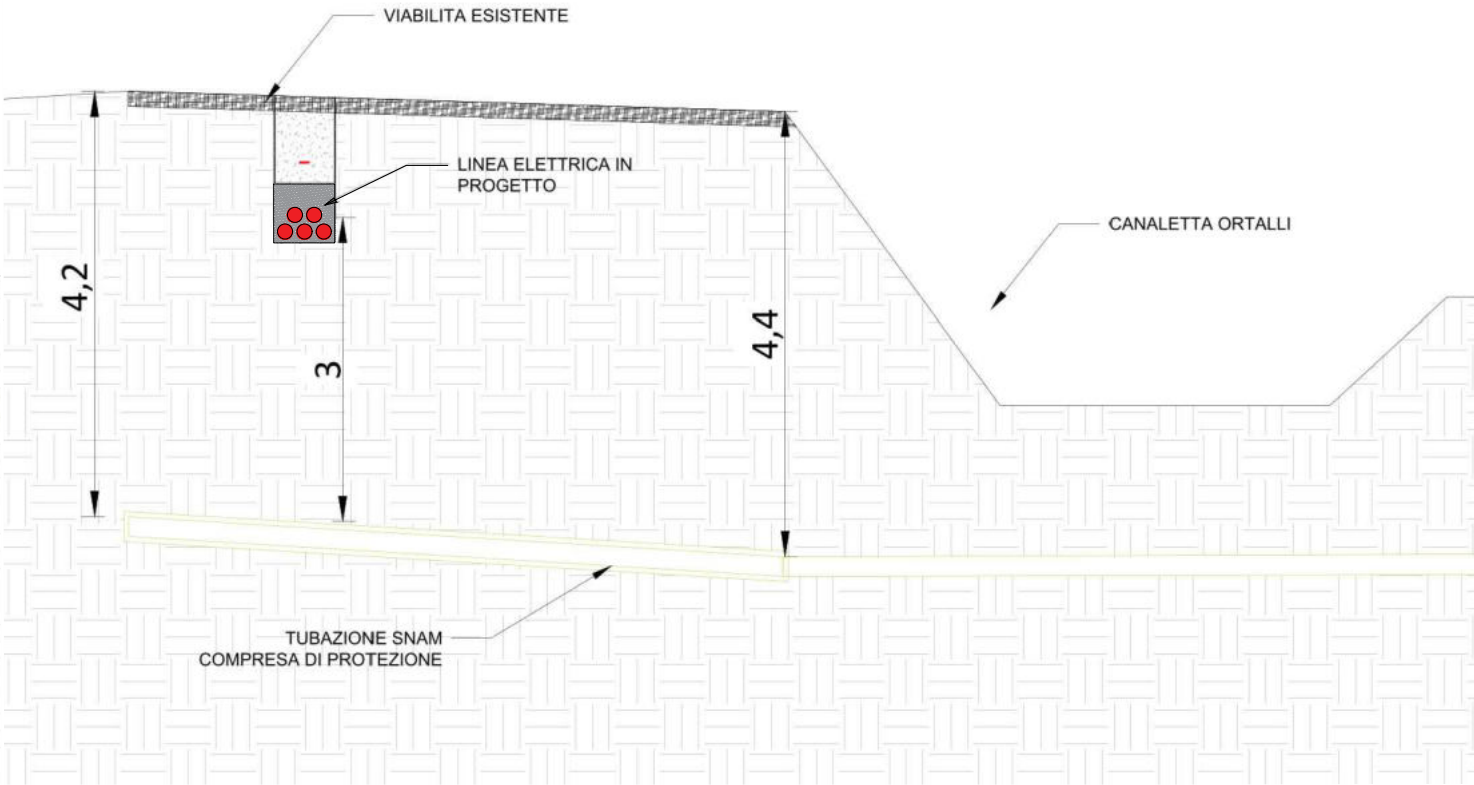 VIABILITA ESISTENTE
LINEA ELETTRICA IN
PROGETTO
CANALETTA ORTALLI
4,2
3
4,4
TUBAZIONE SNAM
COMPRESA DI PROTEZIONE